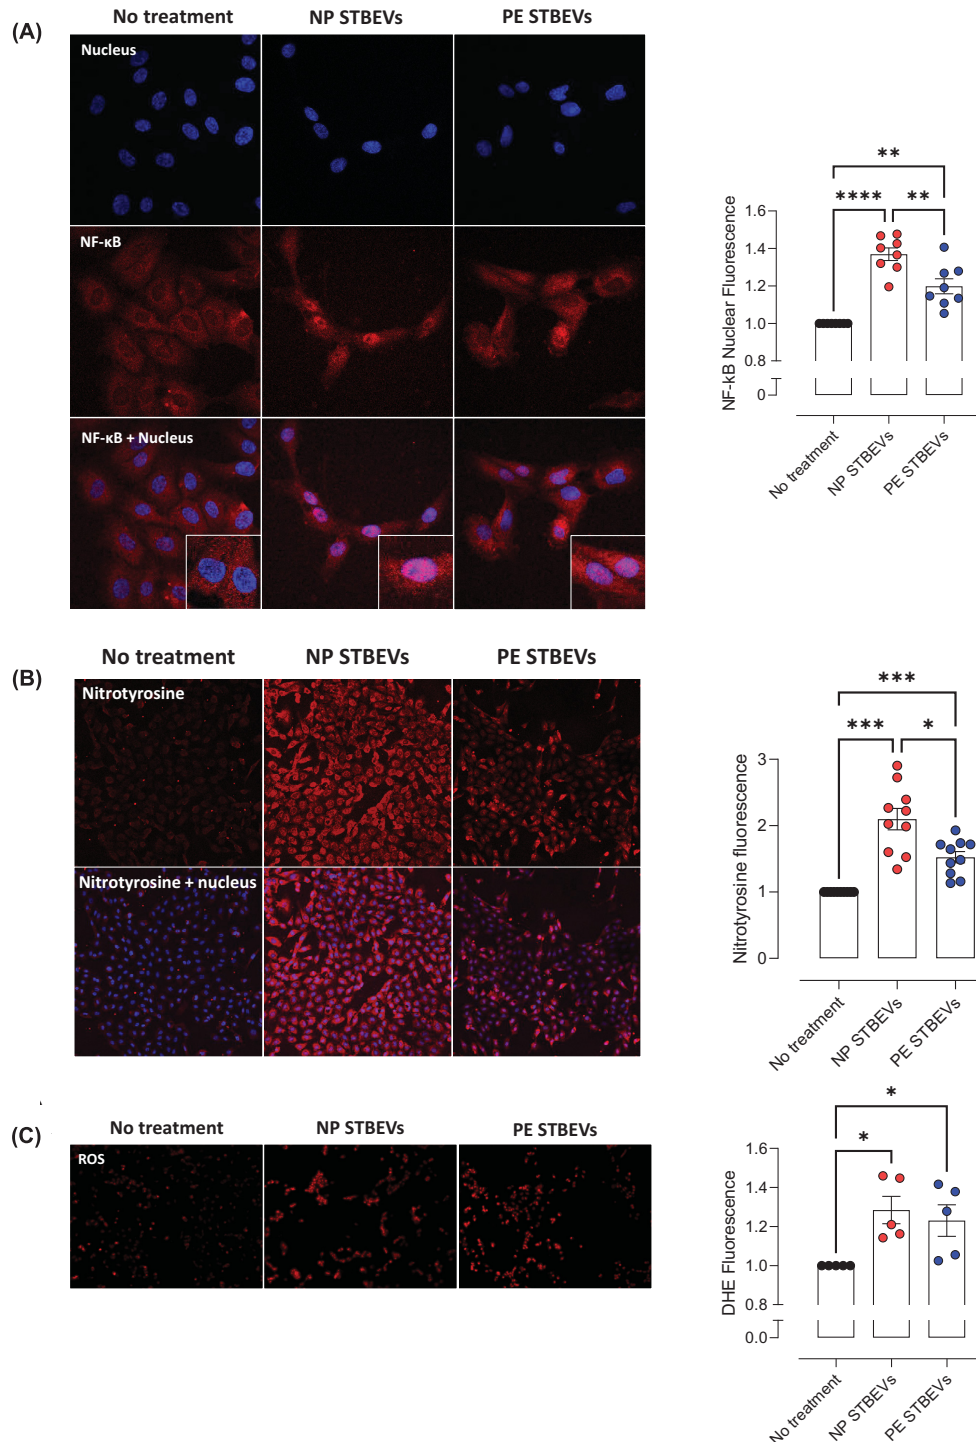 (A)
No treatment NP STBEVs PE STBEVs
Nucleus
NF-κB
NF-κB + Nucleus
** 
**** **
NF-kB Nuclear Fluorescence
1.6
1.4
1.2
1.0
0.8
0
No treatment
NP STBEVs
PE STBEVs
(B)
No treatment NP STBEVs PE STBEVs
Nitrotyrosine
Nitrotyrosine + nucleus
***
*** *
Nitrotyrosine fluorescence
3
2
1
0
No treatment
NP STBEVs
PE STBEVs
(C)
No treatment NP STBEVs PE STBEVs
ROS
*
*
DHE Fluorescence
1.6
1.4
1.2
1.0
0.8
0.0
No treatment
NP STBEVs
PE STBEVs